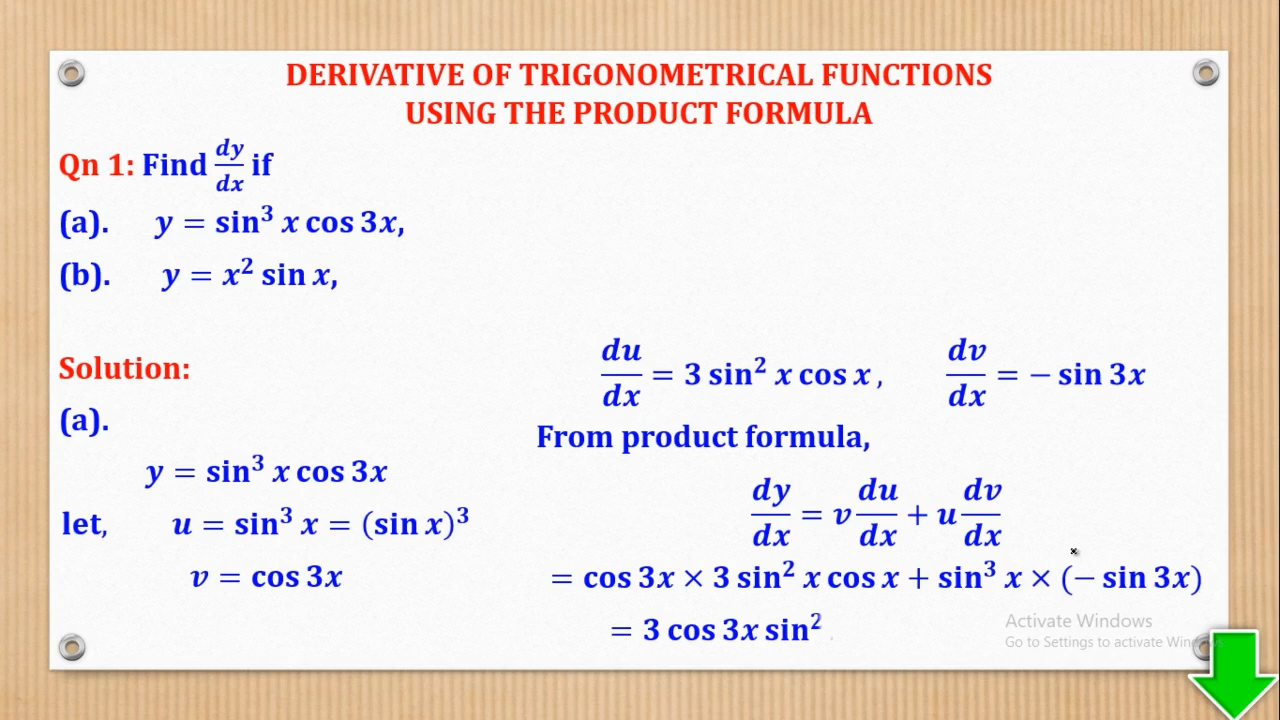 DERIVATIVE OF TRIGONOMETRICAL FUNCTIONS
USING THE PRODUCT FORMULA
Qn 1: Find dy/dx if
(a). y = sin³ x cos 3x,
(b). y = x² sin x,
Solution:
(a).
y = sin³ x cos 3x
let, u = sin³ x = (sin x)³
v = cos 3x
du/dx = 3 sin² x cos x , dv/dx = − sin 3x
From product formula,
dy/dx = v du/dx + u dv/dx
= cos 3x × 3 sin² x cos x + sin³ x × (− sin 3x)
= 3 cos 3x sin²
Activate Windows
Go to Settings to activate Windows